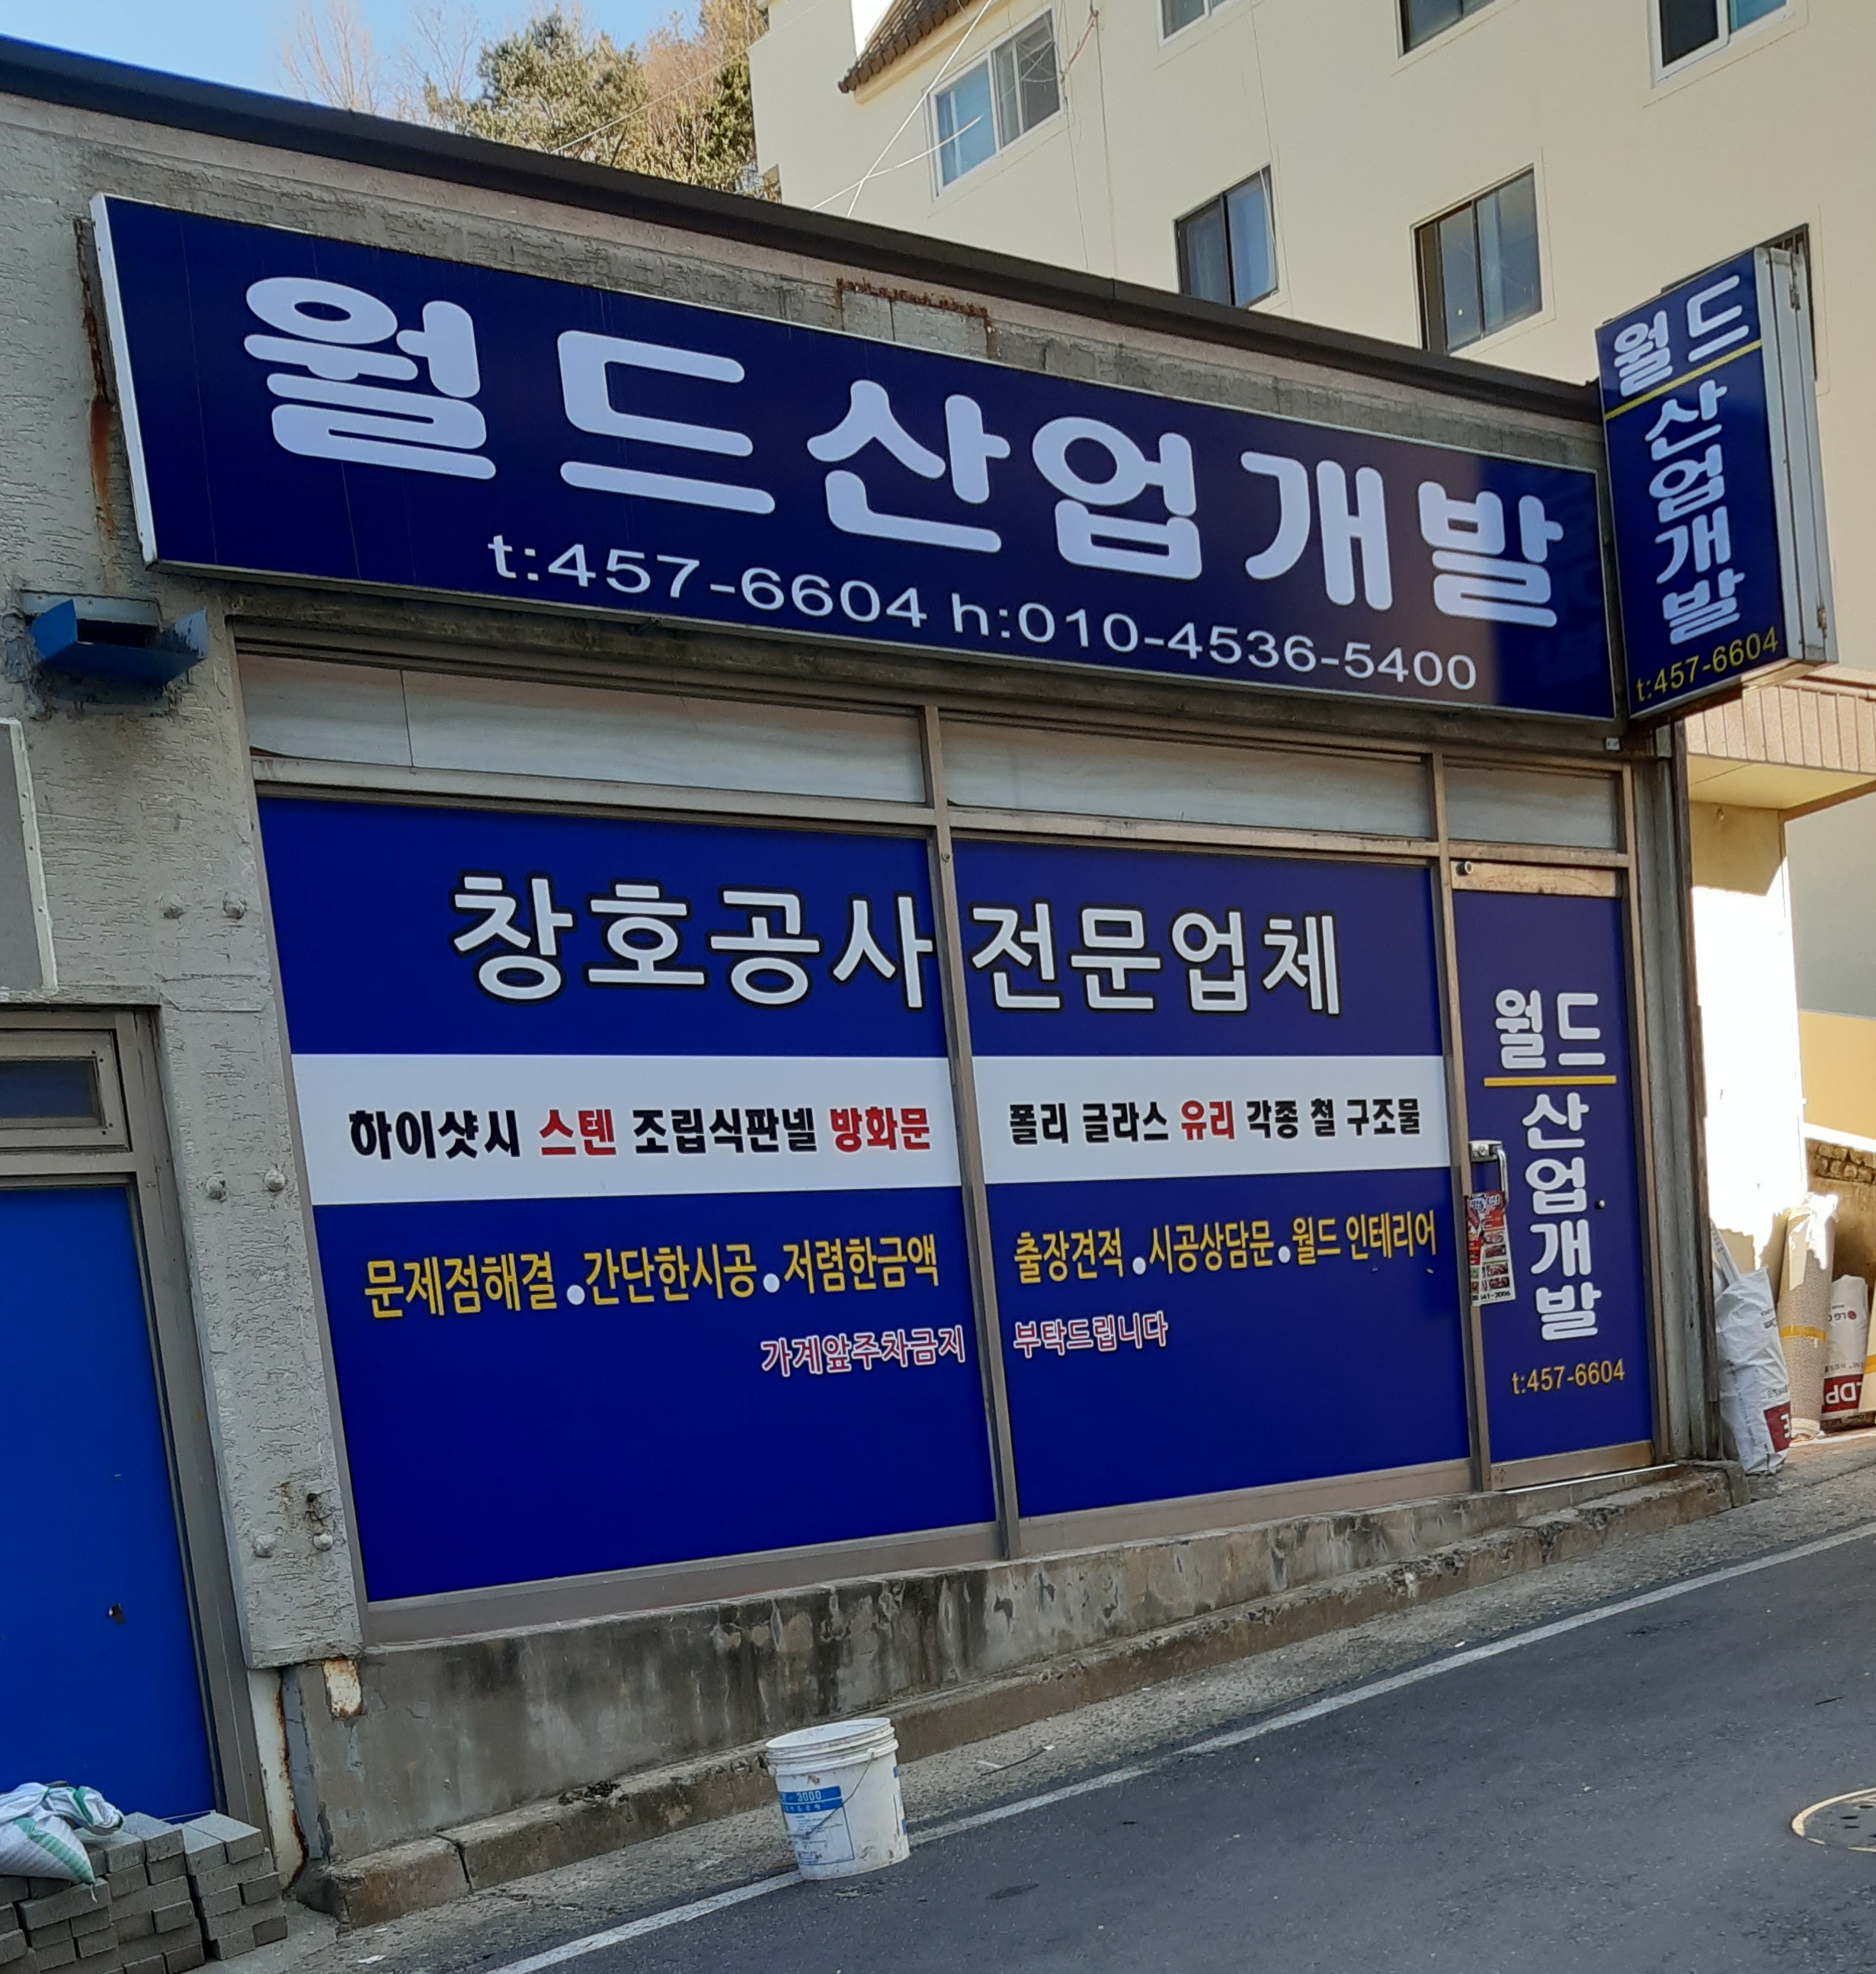 월드산업개발
t:457-6604 h:010-4536-5400
월드
산업개발
t:457-6604
창호공사 전문업체
하이샷시 스텐 조립식판넬 방화문 폴리 글라스 유리 각종 철 구조물
문제점해결 ● 간단한시공 ● 저렴한금액 출장견적 ● 시공상담문 ● 월드 인테리어
가계앞주차금지 부탁드립니다
월드
산업개발
t:457-6604